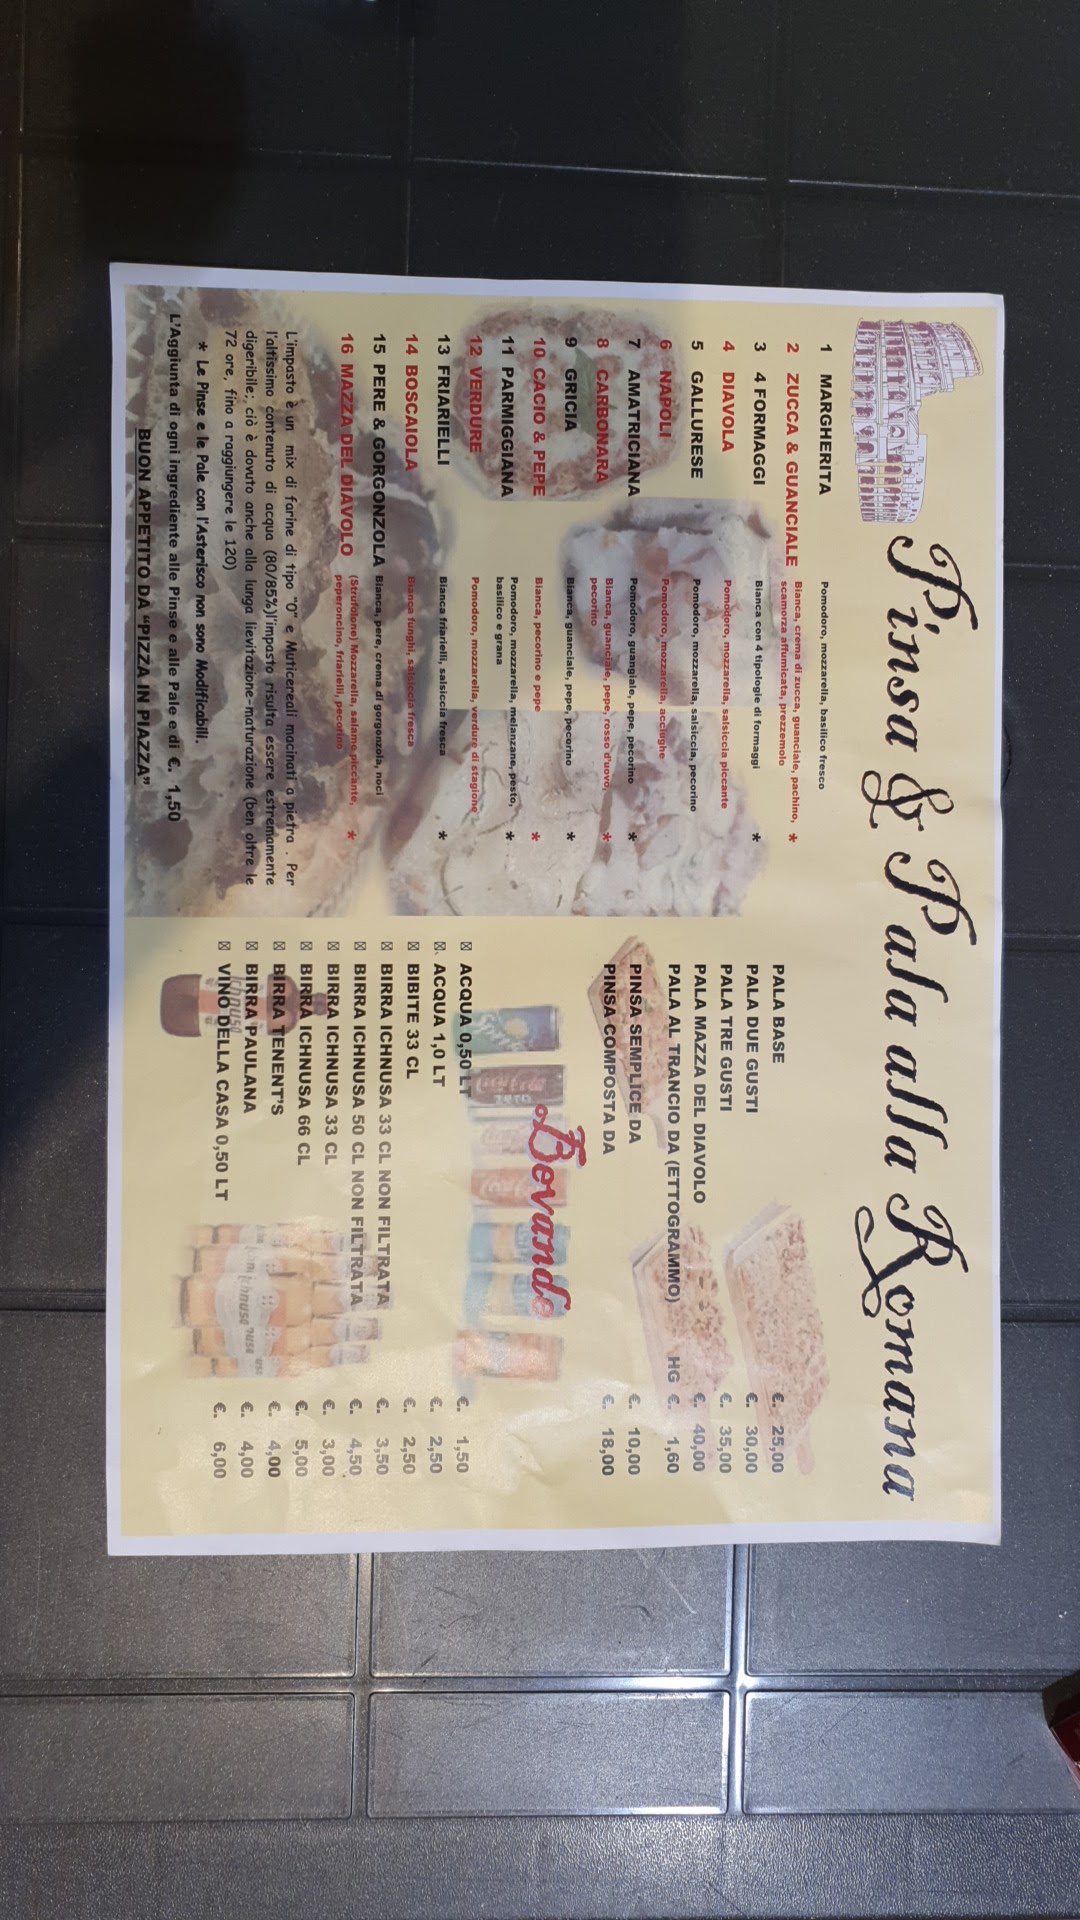 Pinsa & Pala alla Romana
1 MARGHERITA Pomodoro, mozzarella, basilico fresco
2 ZUCCA & GUANCIALE Bianca, crema di zucca, guanciale, pachino, *
scamorza affumicata, prezzemolo
3 4 FORMAGGI Bianca con 4 tipologie di formaggi *
4 DIAVOLA Pomodoro, mozzarella, salsiccia piccante
5 GALLURESE Pomodoro, mozzarella, salsiccia, pecorino
6 NAPOLI Pomodoro, mozzarella, acciughe
7 AMATRICIANA Pomodoro, guangiale, pepe, pecorino *
8 CARBONARA Bianca, guanciale, pepe, rosso d'uovo, *
pecorino
9 GRICIA Bianca, guanciale, pepe, pecorino *
10 CACIO & PEPE Bianca, pecorino e pepe *
11 PARMIGGIANA Pomodoro, mozzarella, melanzane, pesto, *
basilico e grana
12 VERDURE Pomodoro, mozzarella, verdure di stagione
13 FRIARIELLI Bianca friarielli, salsiccia fresca *
14 BOSCAIOLA Bianca funghi, salsiccia fresca
15 PERE & GORGONZOLA Bianca, pere, crema di gorgonzola, noci
16 MAZZA DEL DIAVOLO (Strofolone) Mozzarella, salame piccante, *
peperoncino, friarielli, pecorino
L'impasto è un mix di farine di tipo "0" e Muticereali macinati a pietra . Per
l'altissimo contenuto di acqua (80/85%)l'impasto risulta essere estremamente
digeribile; ciò è dovuto anche alla lunga lievitazione-maturazione (ben oltre le
72 ore, fino a raggiungere le 120)
* Le Pinse e le Pale con l'Asterisco non sono Modificabili.
L'Aggiunta di ogni ingrediente alle Pinse e alle Pale e di €. 1,50
BUON APPETITO DA "PIZZA IN PIAZZA"
PALA BASE €. 25,00
PALA DUE GUSTI €. 30,00
PALA TRE GUSTI €. 35,00
PALA MAZZA DEL DIAVOLO €. 40,00
PALA AL TRANCIO DA (ETTOGRAMMO) HG €. 1,60
PINSA SEMPLICE DA €. 10,00
PINSA COMPOSTA DA €. 18,00
Bevande
ACQUA 0,50 LT €. 1,50
ACQUA 1,0 LT €. 2,50
BIBITE 33 CL €. 2,50
BIRRA ICHNUSA 33 CL NON FILTRATA €. 3,50
BIRRA ICHNUSA 50 CL NON FILTRATA €. 4,50
BIRRA ICHNUSA 33 CL €. 3,00
BIRRA ICHNUSA 66 CL €. 5,00
BIRRA TENENT'S €. 4,00
BIRRA PAULANA €. 4,00
VINO DELLA CASA 0,50 LT €. 6,00
Ichnusa
Ichnusa